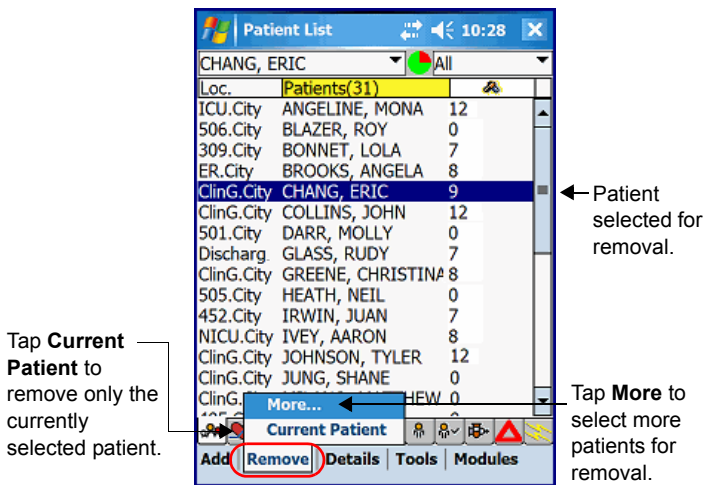 Patient List 10:28
CHANG, ERIC All
Loc. Patients(31)
ICU.City ANGELINE, MONA 12
506.City BLAZER, ROY 0
309.City BONNET, LOLA 7
ER.City BROOKS, ANGELA 8
ClinG.City CHANG, ERIC 9
ClinG.City COLLINS, JOHN 12
501.City DARR, MOLLY 0
Discharg. GLASS, RUDY 7
ClinG.City GREENE, CHRISTINA 8
505.City HEATH, NEIL 0
452.City IRWIN, JUAN 7
NICU.City IVEY, AARON 8
ClinG.City JOHNSON, TYLER 12
ClinG.City JUNG, SHANE 0
ClinG. HEW 0
More...
Current Patient
Add Remove Details Tools Modules
Patient
selected for
removal.
Tap Current
Patient to
remove only the
currently
selected patient.
Tap More to
select more
patients for
removal.